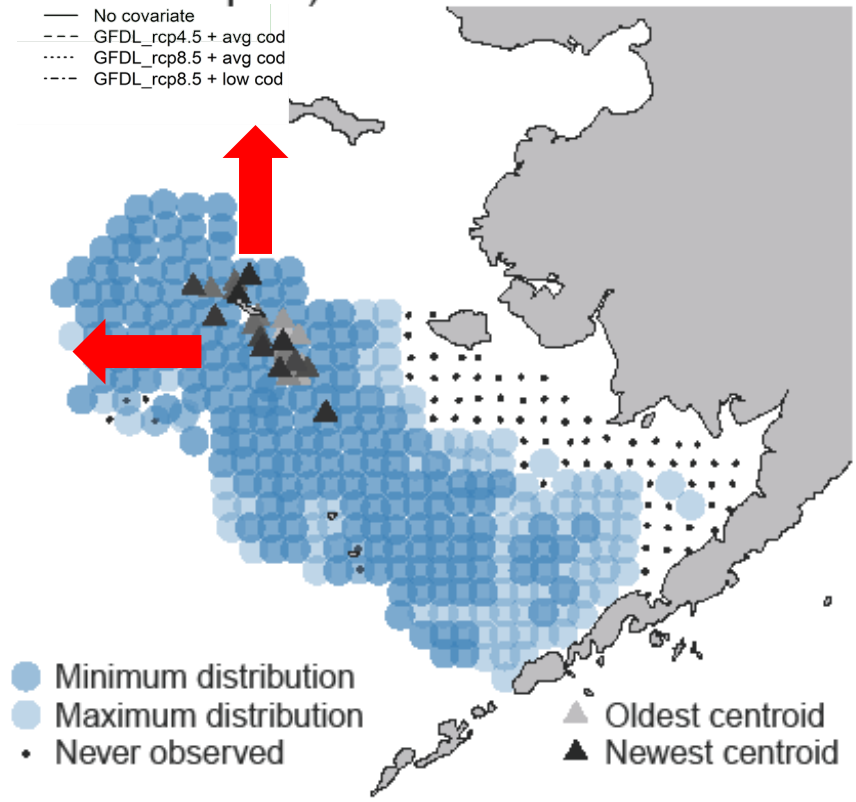 No covariate
GFDL_rcp4.5 + avg cod
GFDL_rcp8.5 + avg cod
GFDL_rcp8.5 + low cod
Minimum distribution
Maximum distribution
Never observed
Oldest centroid
Newest centroid